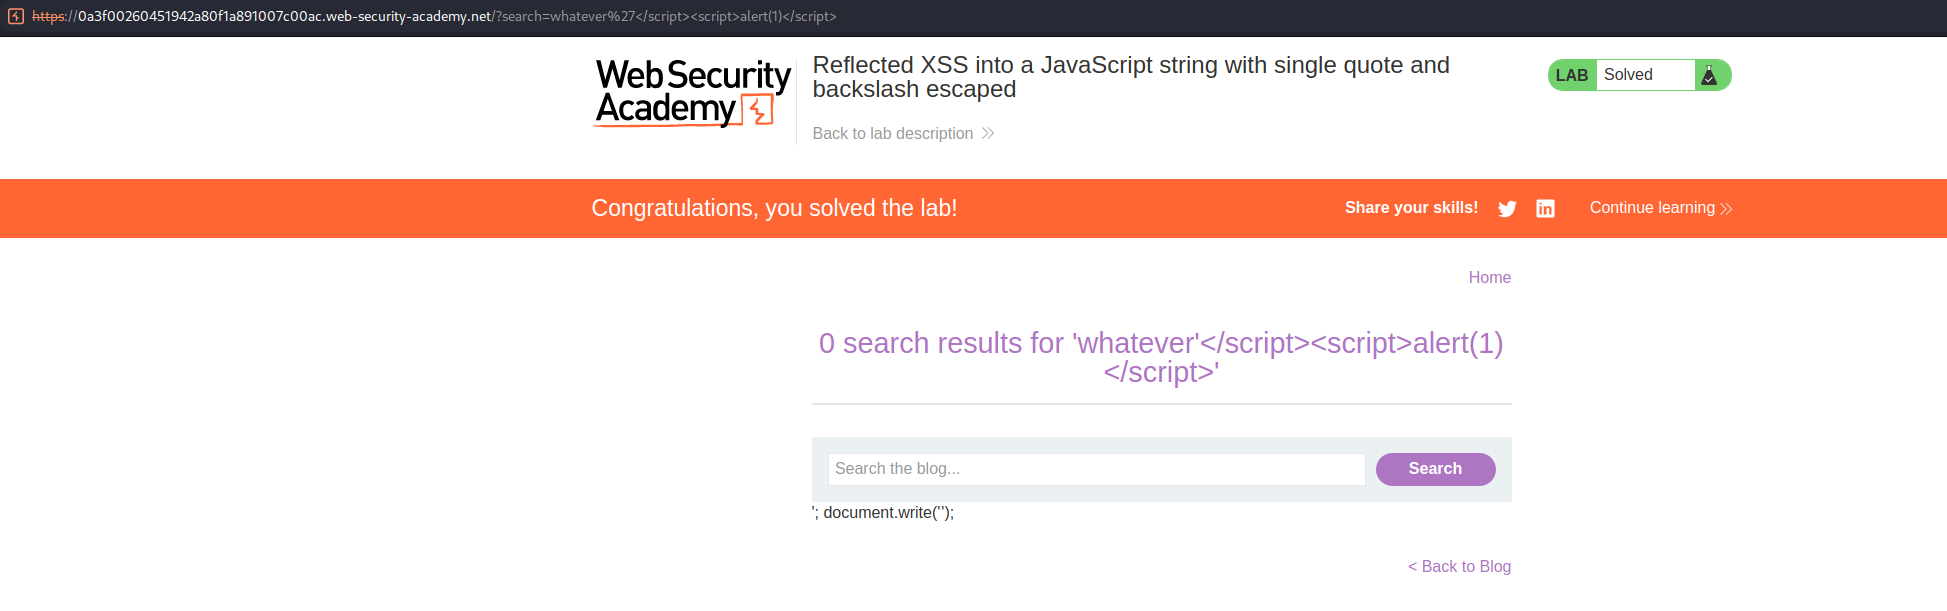 https://0a3f00260451942a80f1a891007c00ac.web-security-academy.net/?search=whatever%27</script><script>alert(1)</script>
WebSecurity
Academy
Reflected XSS into a JavaScript string with single quote and
backslash escaped
Back to lab description
LAB Solved
Congratulations, you solved the lab!
Share your skills!
Continue learning
Home
0 search results for 'whatever'</script><script>alert(1)
</script>'
Search the blog...
Search
'; document.write('');
< Back to Blog